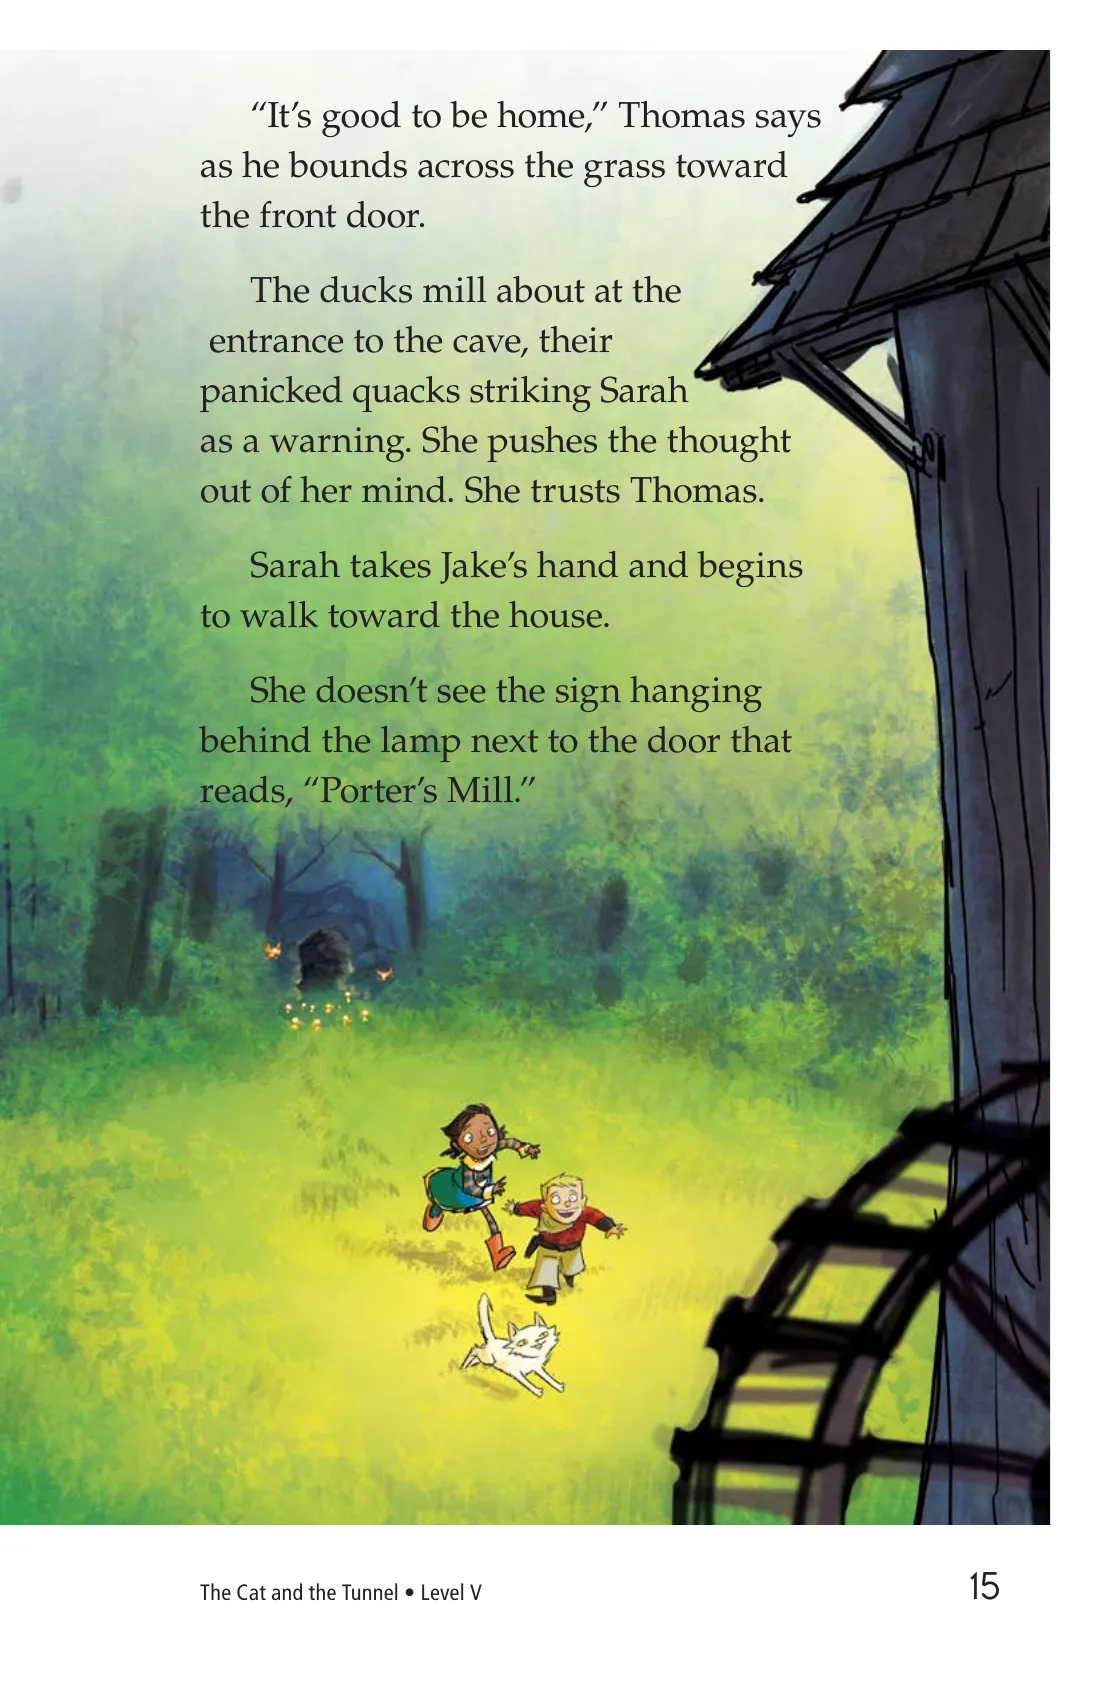 “It’s good to be home,” Thomas says
as he bounds across the grass toward
the front door.
The ducks mill about at the
entrance to the cave, their
panicked quacks striking Sarah
as a warning. She pushes the thought
out of her mind. She trusts Thomas.
Sarah takes Jake’s hand and begins
to walk toward the house.
She doesn’t see the sign hanging
behind the lamp next to the door that
reads, “Porter’s Mill.”
The Cat and the Tunnel • Level V
15